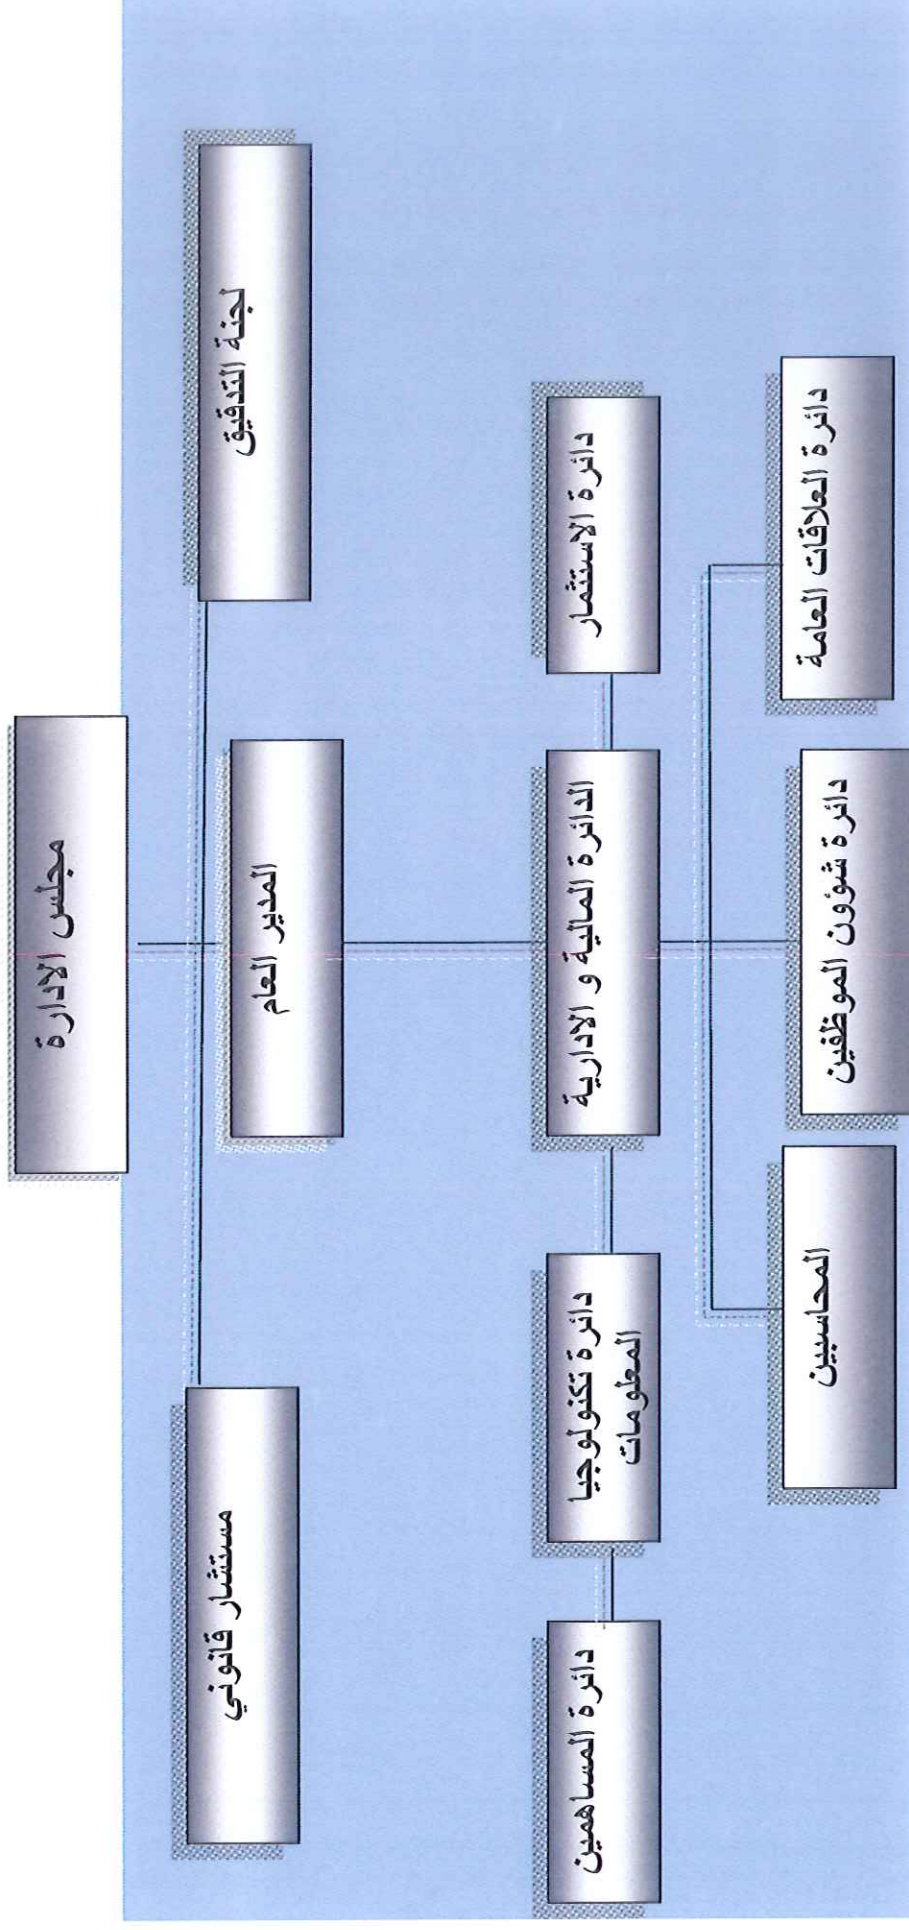 مجلس الادارة
لجنة التدقيق
المدير العام
مستشار قانوني
دائرة الاستثمار
الدائرة المالية و الادارية
دائرة تكنولوجيا
المعلومات
دائرة المساهمين
دائرة العلاقات العامة
دائرة شؤون الموظفين
المحاسبين